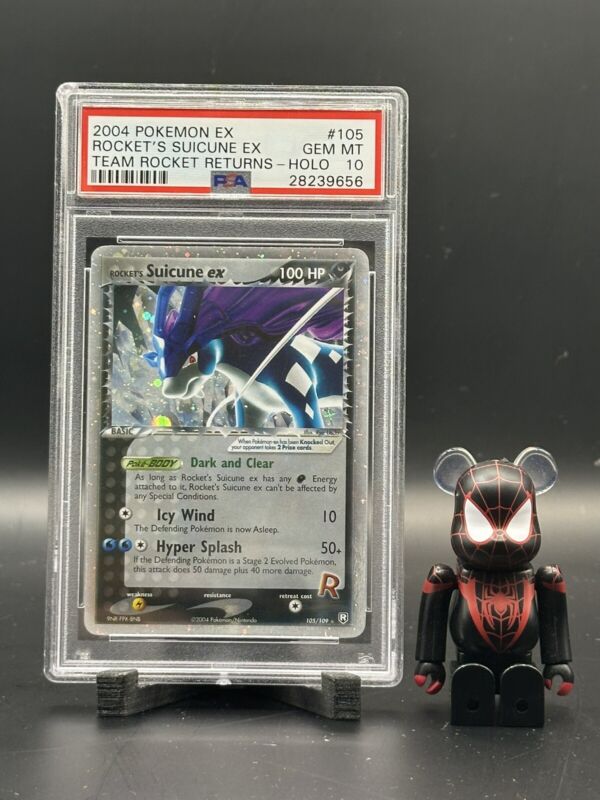 2004 POKEMON EX #105
ROCKET'S SUICUNE EX GEM MT
TEAM ROCKET RETURNS-HOLO 10
PSA 28239656
ROCKET'S Suicune ex 100 HP
BASIC
When Pokémon-ex has been Knocked Out, your opponent takes 2 Prize cards.
Poké-BODY Dark and Clear
As long as Rocket's Suicune ex has any Energy
attached to it, Rocket's Suicune ex can't be affected by
any Special Conditions.
Icy Wind 10
The Defending Pokémon is now Asleep.
Hyper Splash 50+
If the Defending Pokémon is a Stage 2 Evolved Pokémon,
this attack does 50 damage plus 40 more damage.
R
weakness resistance retreat cost
©2004 Pokémon/Nintendo 105/109
R